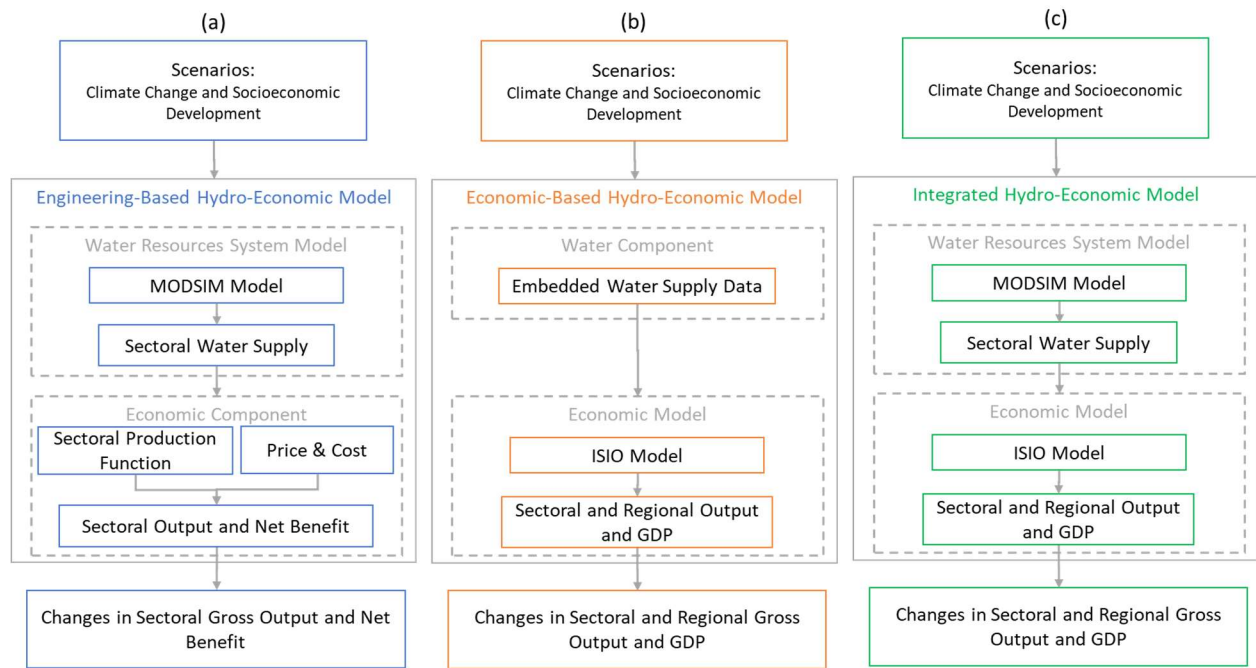 (a)
Scenarios:
Climate Change and Socioeconomic
Development
Engineering-Based Hydro-Economic Model
Water Resources System Model
MODSIM Model
Sectoral Water Supply
Economic Component
Sectoral Production
Function
Price & Cost
Sectoral Output and Net Benefit
Changes in Sectoral Gross Output and Net
Benefit
(b)
Scenarios:
Climate Change and Socioeconomic
Development
Economic-Based Hydro-Economic Model
Water Component
Embedded Water Supply Data
Economic Model
ISIO Model
Sectoral and Regional Output
and GDP
Changes in Sectoral and Regional Gross
Output and GDP
(c)
Scenarios:
Climate Change and Socioeconomic
Development
Integrated Hydro-Economic Model
Water Resources System Model
MODSIM Model
Sectoral Water Supply
Economic Model
ISIO Model
Sectoral and Regional Output
and GDP
Changes in Sectoral and Regional Gross
Output and GDP